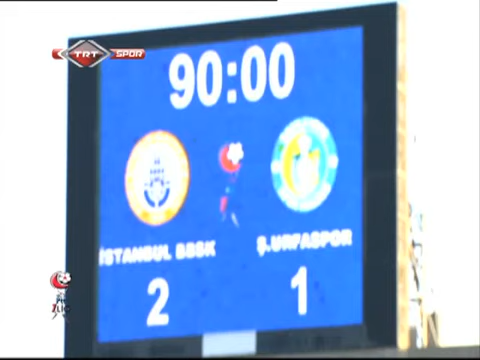 TRT SPOR
90:00
İSTANBUL BBSK
Ş.URFASPOR
2
1